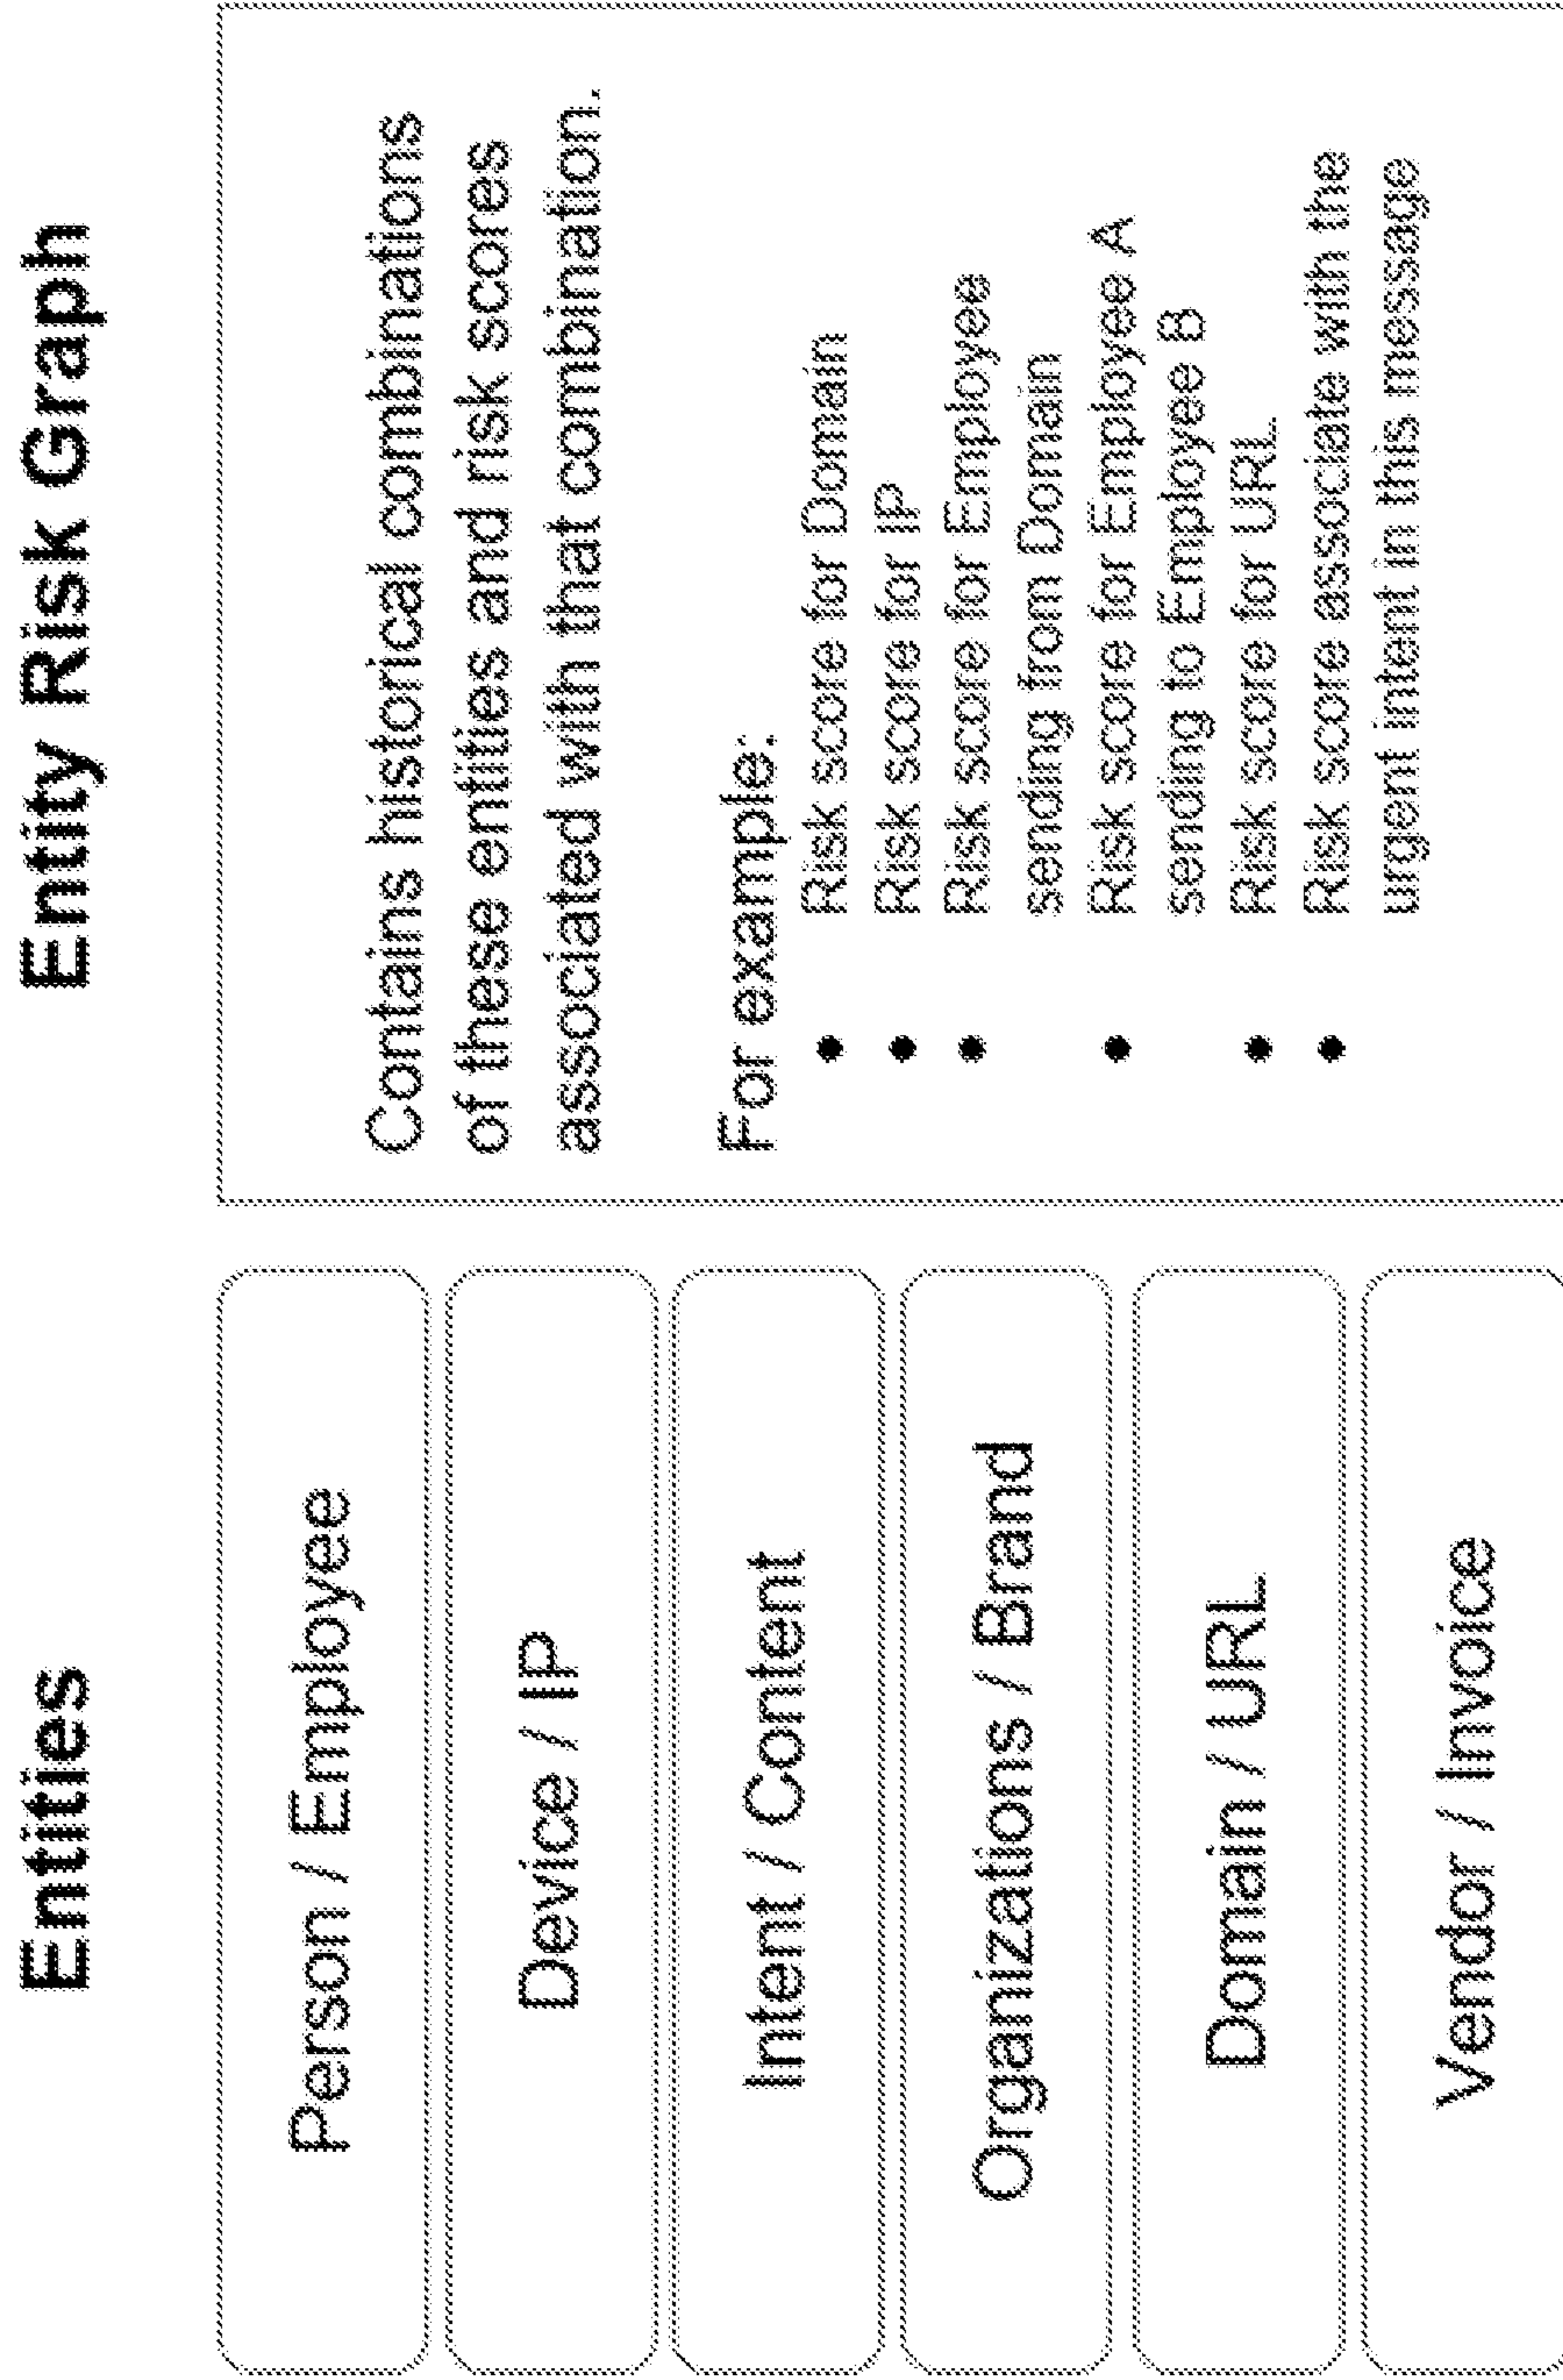 Entities
Person / Employee
Device / IP
Intent / Content
Organizations / Brand
Domain / URL
Vendor / Invoice
Entity Risk Graph
Contains historical combinations
of these entities and risk scores
associated with that combination.
For example:
• Risk score for Domain
• Risk score for IP
• Risk score for Employee
sending from Domain
• Risk score for Employee A
sending to Employee B
• Risk score for URL
• Risk score associate with the
urgent intent in this message